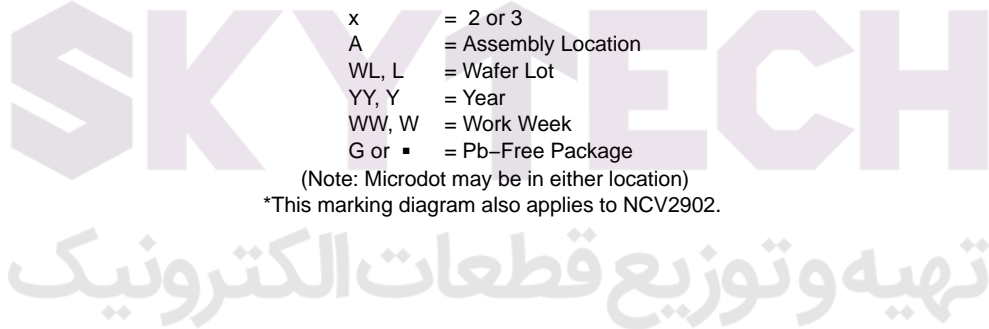 SKYTECH
x = 2 or 3
A = Assembly Location
WL, L = Wafer Lot
YY, Y = Year
WW, W = Work Week
G or ▪ = Pb−Free Package
(Note: Microdot may be in either location)
*This marking diagram also applies to NCV2902.
تهیه و توزیع قطعات الکترونیک